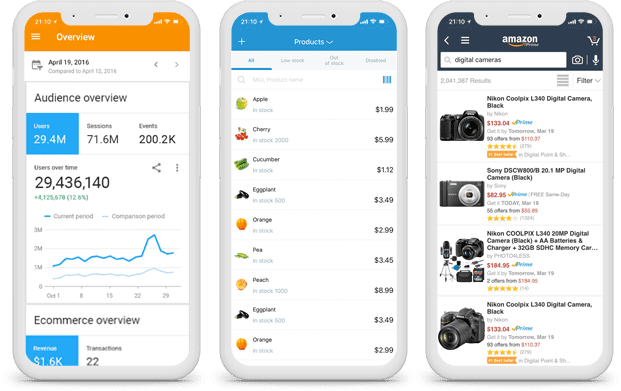 21:10
Overview
April 19, 2016
Compared to April 12, 2016
Audience overview
Users
29.4M
Sessions
71.6M
Events
200.2K
Users over time
29,436,140
+4,125,678 (12.6%)
Current period
Comparison period
3M
2M
1M
0
Oct 1
8
15
22
29
Ecommerce overview
Revenue
$1.6K
Transactions
22
21:10
+
Products
All
Low stock
Out
of stock
Disabled
SKU, Product name
Apple
In stock
$1.99
Cherry
In stock 2000
$5.99
Cucumber
In stock
$1.12
Eggplant
In stock 500
$3.49
Orange
In stock
$2.99
Pea
In stock
$3.45
Peach
In stock 1000
$8.99
Eggplant
In stock 500
$3.49
Orange
In stock
$2.99
21:10
amazon
Prime
3
digital cameras
2,041,387 Results
Filter
Nikon Coolpix L340 Digital Camera,
Black
by Nikon
$133.04 Prime
Get it by Tomorrow, Mar 19
93 offers from $110.37
(279)
#1 Best Seller in Digital Point & Sh...
Sony DSCW800/B 20.1 MP Digital
Camera (Black)
by Sony
$82.95 Prime | FREE Same-Day
Get it TODAY, Mar 18
55 offers from $55.89
(1324)
Nikon COOLPIX L340 20MP Digital
Camera (Black) + AA Batteries &
Charger + 32GB SDHC Memory Car...
by PHOTO4LESS
$184.95 Prime
Get it by Tomorrow, Mar 19
2 offers from $184.95
(14)
Nikon Coolpix L340 Digital Camera,
Black
by Nikon
$133.04 Prime
Get it by Tomorrow, Mar 19
93 offers from $110.37
(279)
#1 Best Seller in Digital Point & Sh...